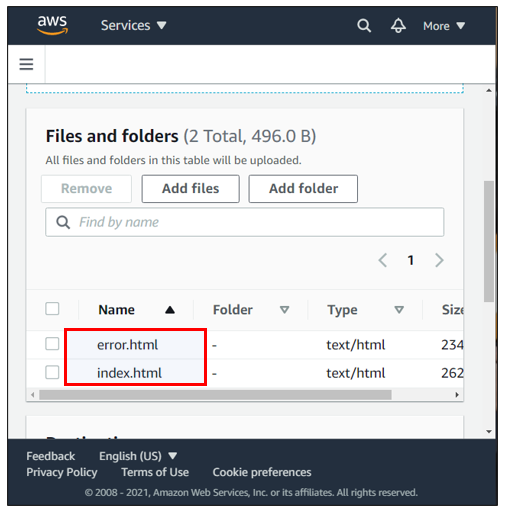 aws Services More
Files and folders (2 Total, 496.0 B)
All files and folders in this table will be uploaded.
Remove Add files Add folder
Find by name
1
Name Folder Type Size
error.html - text/html 234
index.html - text/html 262
Feedback English (US)
Privacy Policy Terms of Use Cookie preferences
© 2008 - 2021, Amazon Web Services, Inc. or its affiliates. All rights reserved.